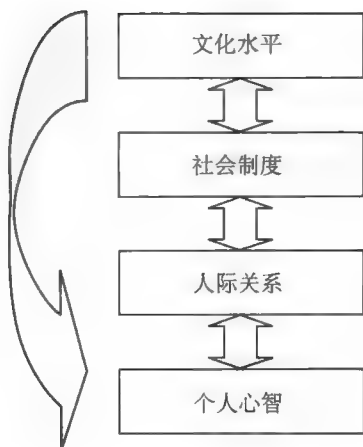 文化水平
社会制度
人际关系
个人心智